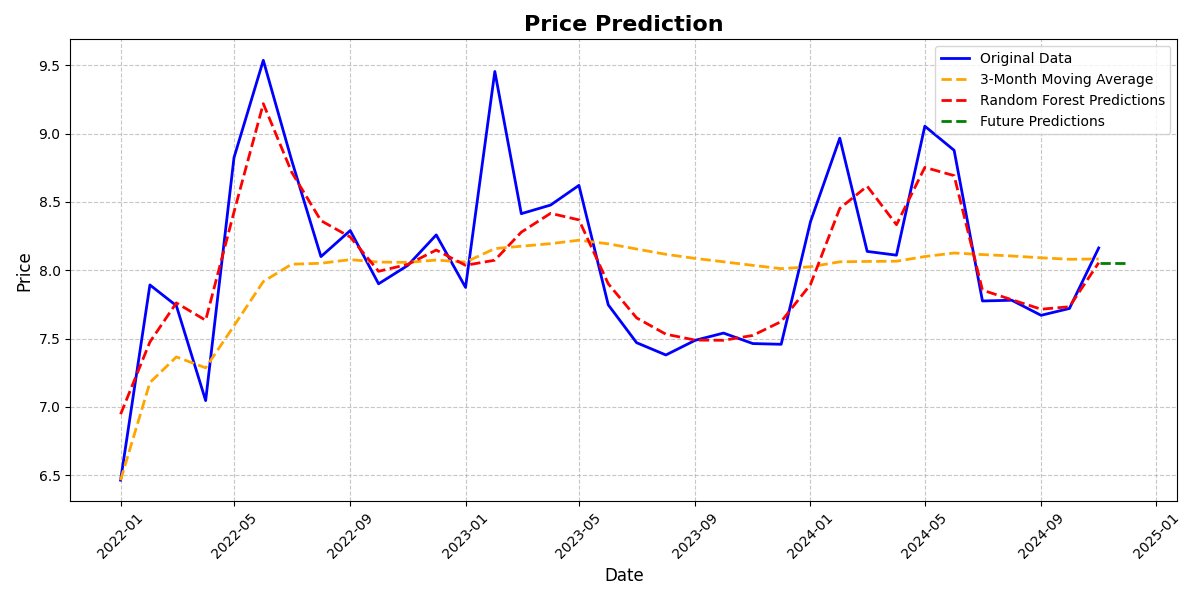 Price Prediction
Original Data
3-Month Moving Average
Random Forest Predictions
Future Predictions
Price
9.5
9.0
8.5
8.0
7.5
7.0
6.5
2022-01
2022-05
2022-09
2023-01
2023-05
2023-09
2024-01
2024-05
2024-09
2025-01
Date